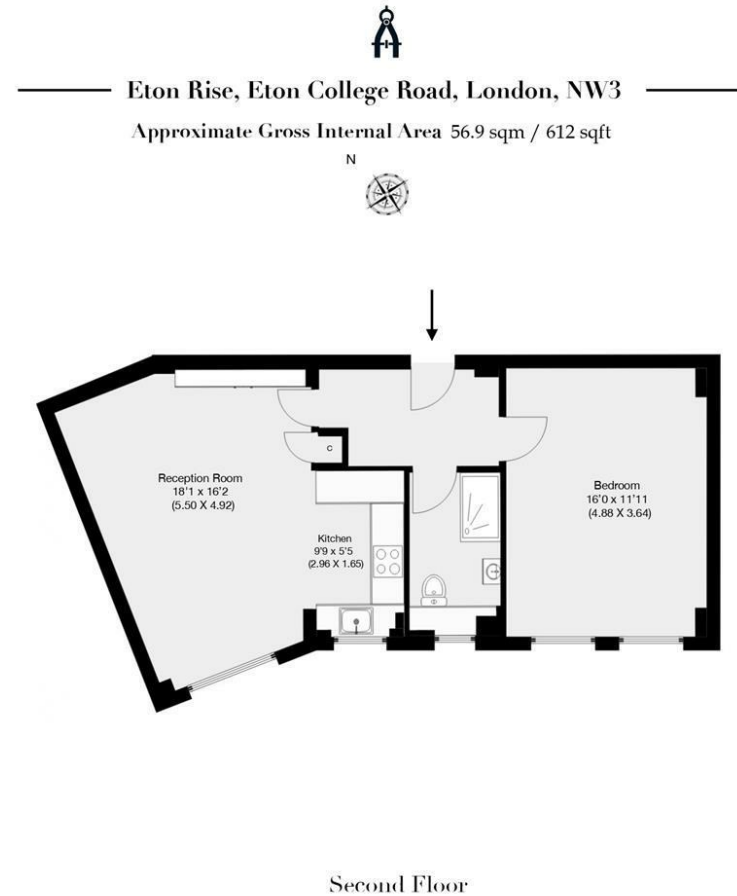 Eton Rise, Eton College Road, London, NW3
Approximate Gross Internal Area 56.9 sqm / 612 sqft
N
Reception Room
18'1 x 16'2
(5.50 X 4.92)
C
Kitchen
9'9 x 5'5
(2.96 X 1.65)
Bedroom
16'0 x 11'11
(4.88 X 3.64)
Second Floor